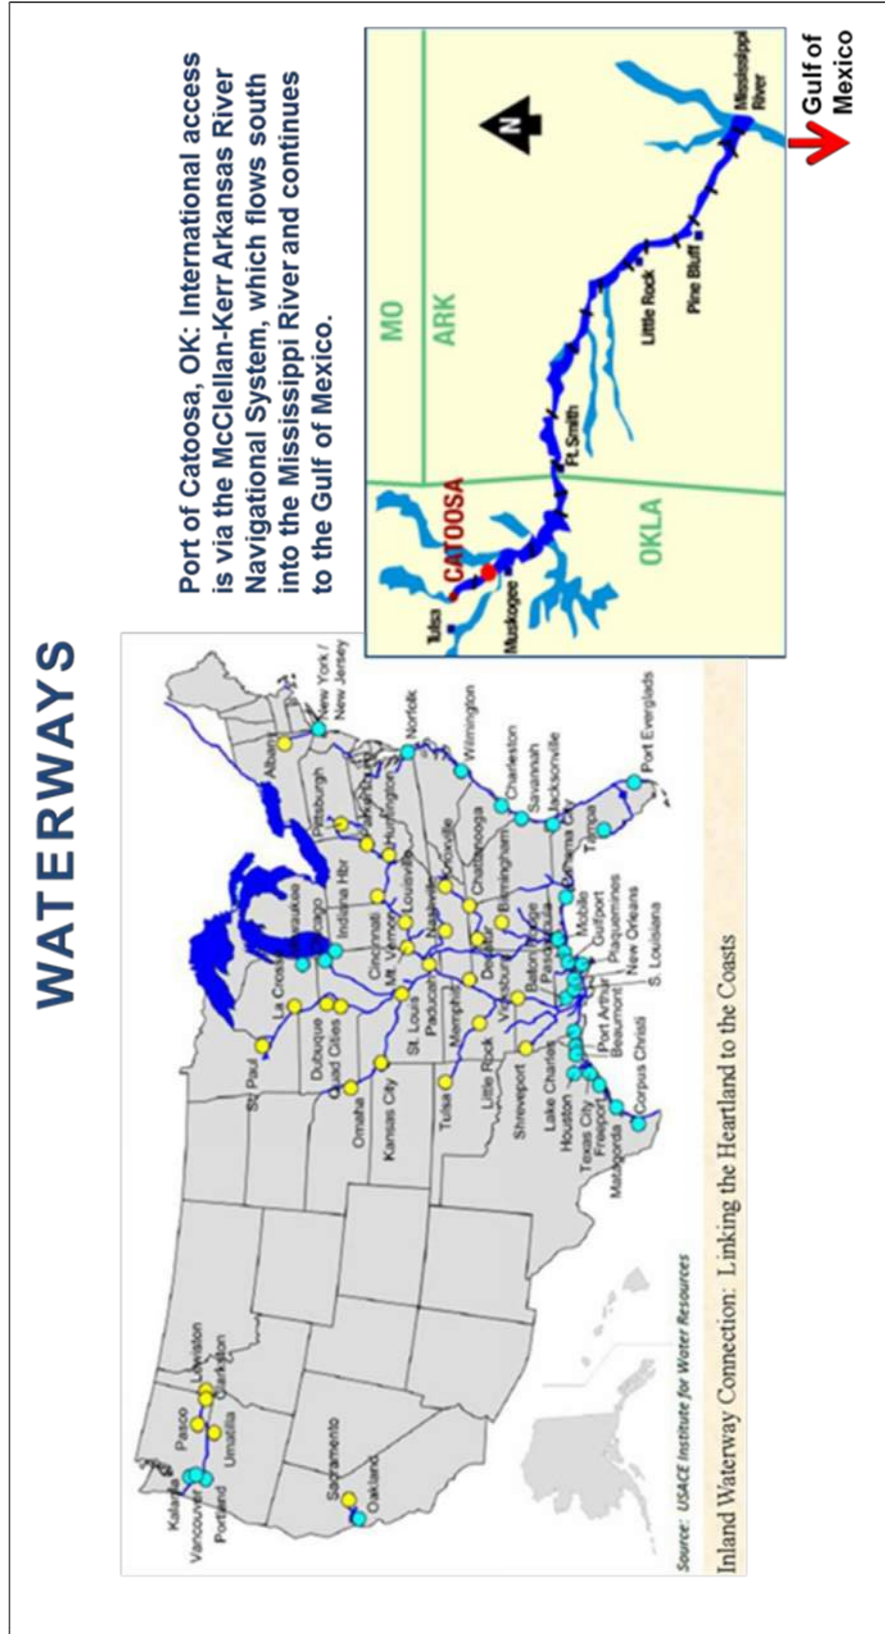 WATERWAYS
Port of Catoosa, OK: International access
is via the McClellan-Kerr Arkansas River
Navigational System, which flows south
into the Mississippi River and continues
to the Gulf of Mexico.
Kalama
Vancouver
Portland
Pasco
Umatilla
Lewiston
Clarkston
Sacramento
Oakland
St. Paul
La Crosse
Dubuque
Quad Cities
Omaha
Kansas City
Tulsa
Little Rock
Shreveport
Indiana Hbr
Cincinnati
Mt. Vernon
St. Louis
Paducah
Memphis
Vicksburg
Louisville
Chattanooga
Birmingham
Pittsburgh
Huntington
Albany
New York /
New Jersey
Norfolk
Wilmington
Charleston
Savannah
Jacksonville
Port Everglads
Tampa
Mobile
Gulfport
Plaquemines
New Orleans
S. Louisiana
Port Arthur
Beaumont
Lake Charles
Houston
Texas City
Freeport
Matagorda
Corpus Christi
Source: USACE Institute for Water Resources
Inland Waterway Connection: Linking the Heartland to the Coasts
MO
ARK
OKLA
N
Tulsa
CATOOSA
Muskogee
Ft. Smith
Little Rock
Pine Bluff
Mississippi
River
Gulf of
Mexico